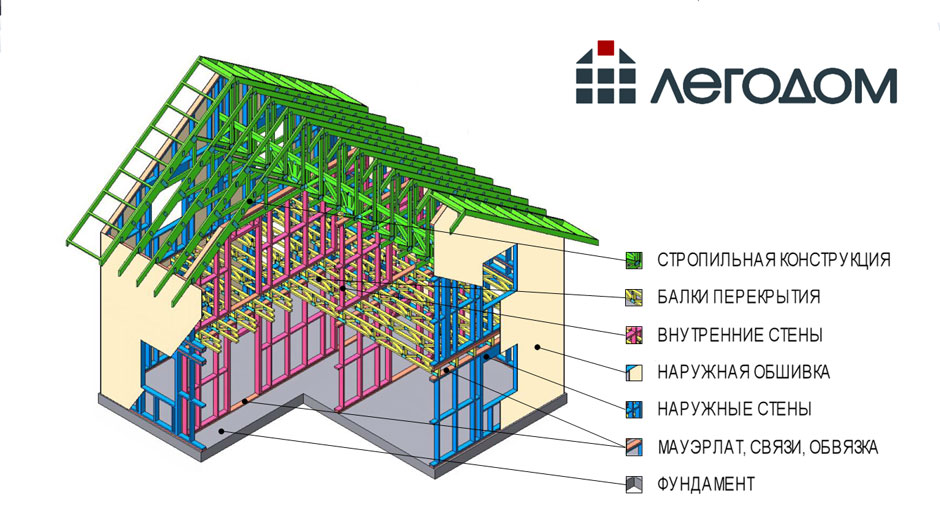 ЛЕГОДОМ
СТРОПИЛЬНАЯ КОНСТРУКЦИЯ
БАЛКИ ПЕРЕКРЫТИЯ
ВНУТРЕННИЕ СТЕНЫ
НАРУЖНАЯ ОБШИВКА
НАРУЖНЫЕ СТЕНЫ
МАУЭРЛАТ, СВЯЗИ, ОБВЯЗКА
ФУНДАМЕНТ